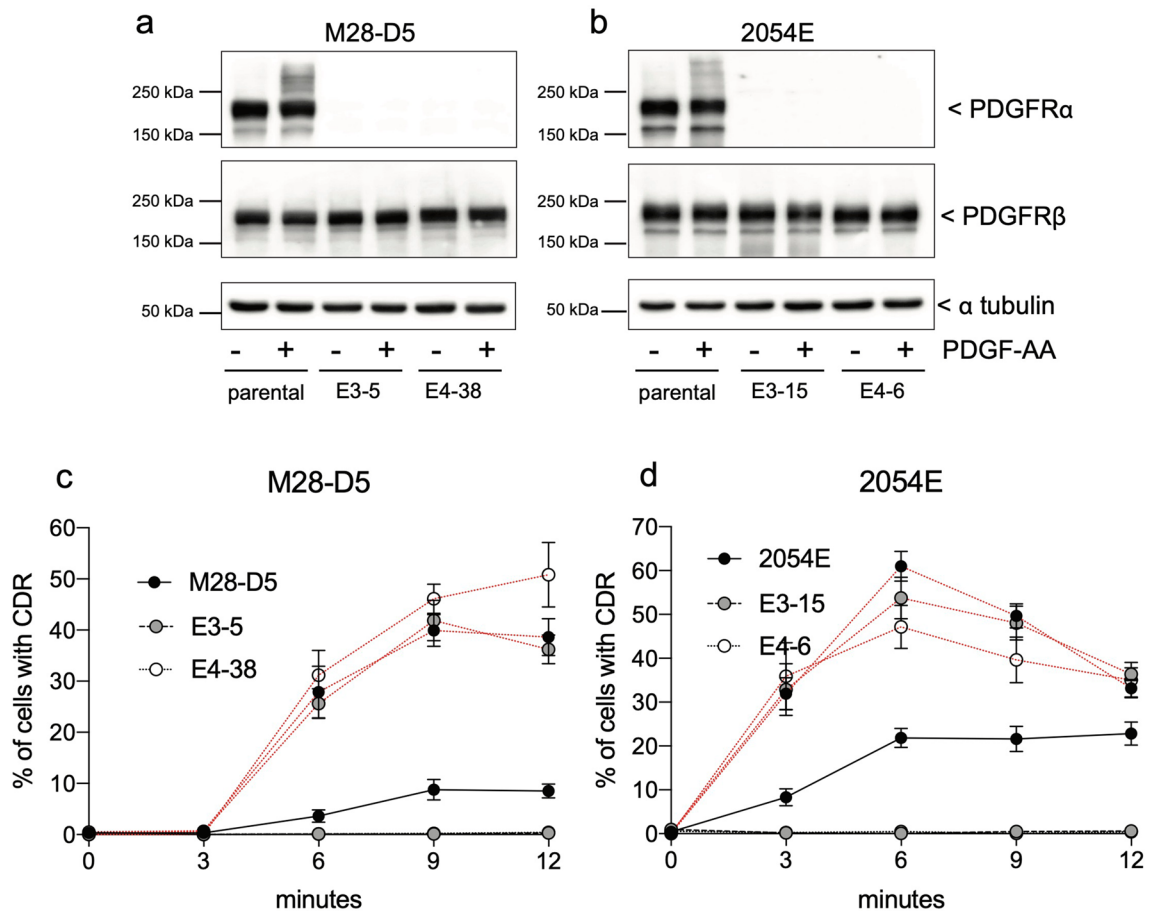 a
M28-D5
b
2054E
250 kDa
150 kDa
250 kDa
150 kDa
< PDGFRα
250 kDa
150 kDa
250 kDa
150 kDa
< PDGFRβ
50 kDa
50 kDa
< α tubulin
- + - + - +
- + - + - +
PDGF-AA
parental E3-5 E4-38
parental E3-15 E4-6
c
M28-D5
% of cells with CDR
60
50
40
30
20
10
0
M28-D5
E3-5
E4-38
0 3 6 9 12
minutes
d
2054E
% of cells with CDR
70
60
50
40
30
20
10
0
2054E
E3-15
E4-6
0 3 6 9 12
minutes